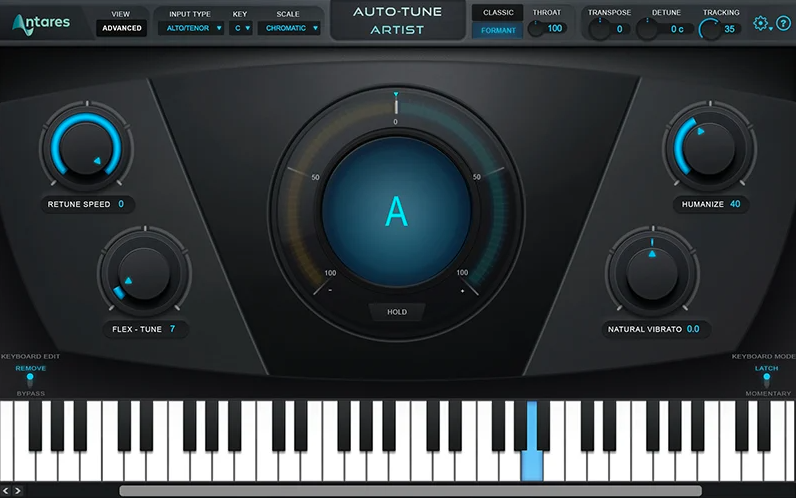 Antares
VIEW
ADVANCED
INPUT TYPE
ALTO/TENOR
KEY
C
SCALE
CHROMATIC
AUTO-TUNE
ARTIST
CLASSIC
FORMANT
THROAT
100
TRANSPOSE
0
DETUNE
0 c
TRACKING
35
?
RETUNE SPEED 0
FLEX - TUNE 7
0
50
50
100
100
-
+
A
HOLD
HUMANIZE 40
NATURAL VIBRATO 0.0
KEYBOARD EDIT
REMOVE
BYPASS
KEYBOARD MODE
LATCH
MOMENTARY